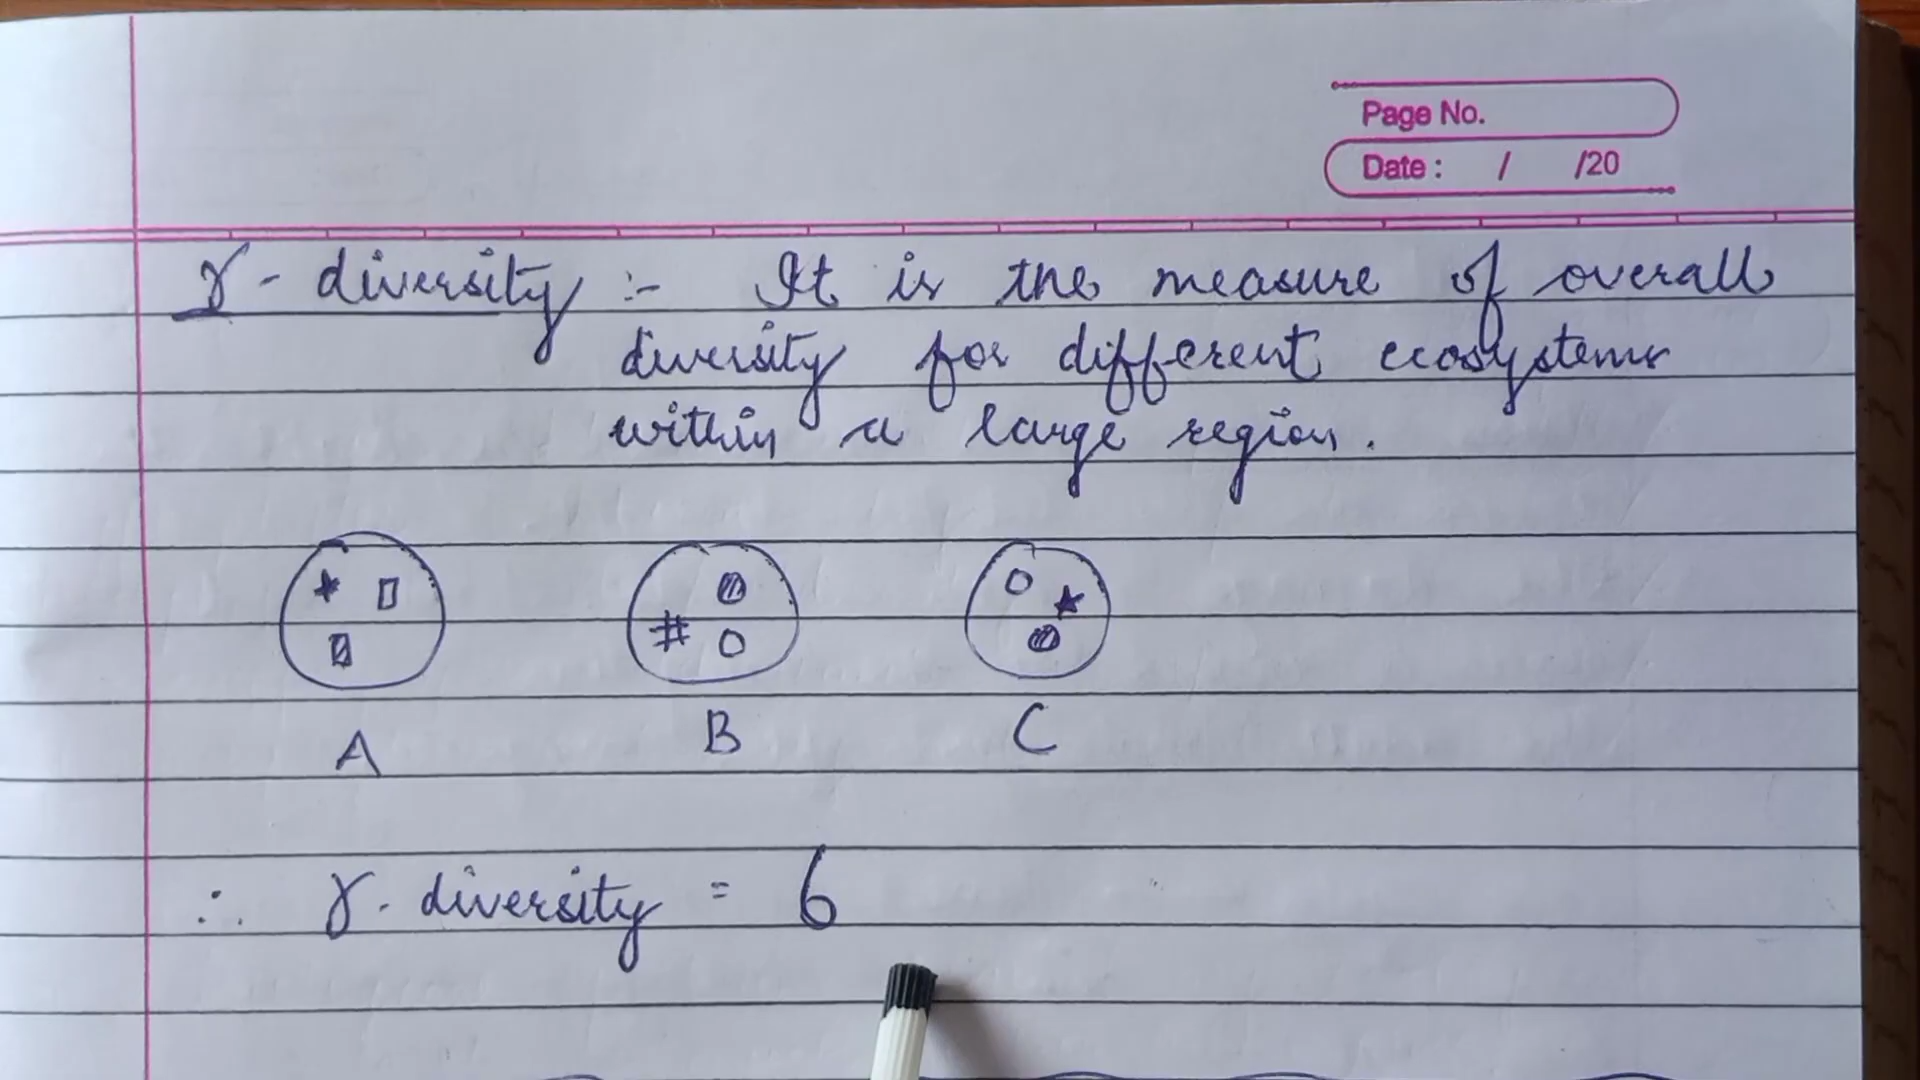 Page No.
Date : / /20
γ - diversity :- It is the measure of overall
diversity for different ecosystems
within a large region.
A B C
∴ γ - diversity = 6